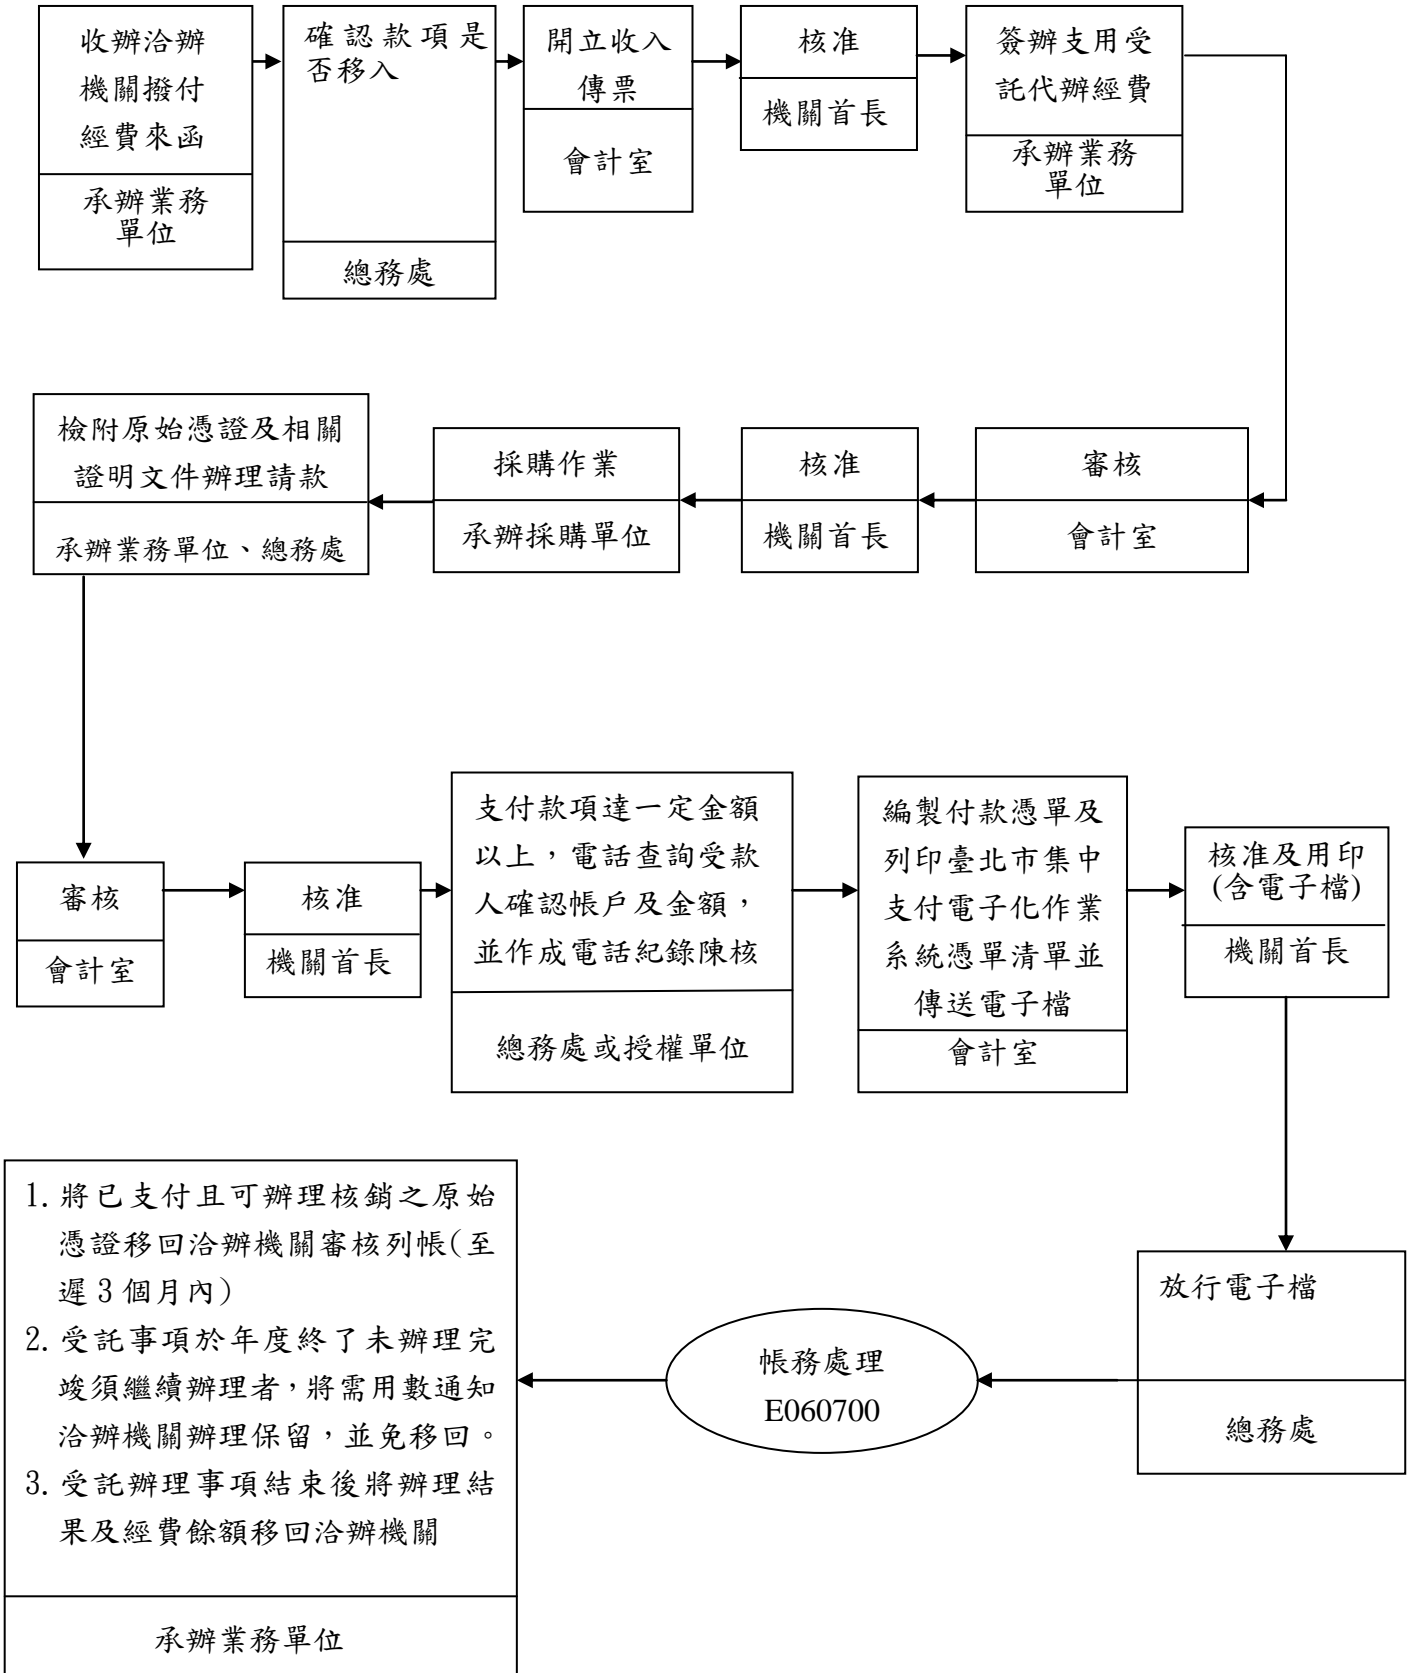 收辦洽辦
機關撥付
經費來函
承辦業務
單位
確認款項是
否移入
總務處
開立收入
傳票
會計室
核准
機關首長
簽辦支用受
託代辦經費
承辦業務
單位
審核
會計室
核准
機關首長
採購作業
承辦採購單位
檢附原始憑證及相關
證明文件辦理請款
承辦業務單位、總務處
審核
會計室
核准
機關首長
支付款項達一定金額
以上，電話查詢受款
人確認帳戶及金額，
並作成電話紀錄陳核
總務處或授權單位
編製付款憑單及
列印臺北市集中
支付電子化作業
系統憑單清單並
傳送電子檔
會計室
核准及用印
(含電子檔)
機關首長
放行電子檔
總務處
帳務處理
E060700
1. 將已支付且可辦理核銷之原始
憑證移回洽辦機關審核列帳(至
遲 3 個月內)
2. 受託事項於年度終了未辦理完
竣須繼續辦理者，將需用數通知
洽辦機關辦理保留，並免移回。
3. 受託辦理事項結束後將辦理結
果及經費餘額移回洽辦機關
承辦業務單位